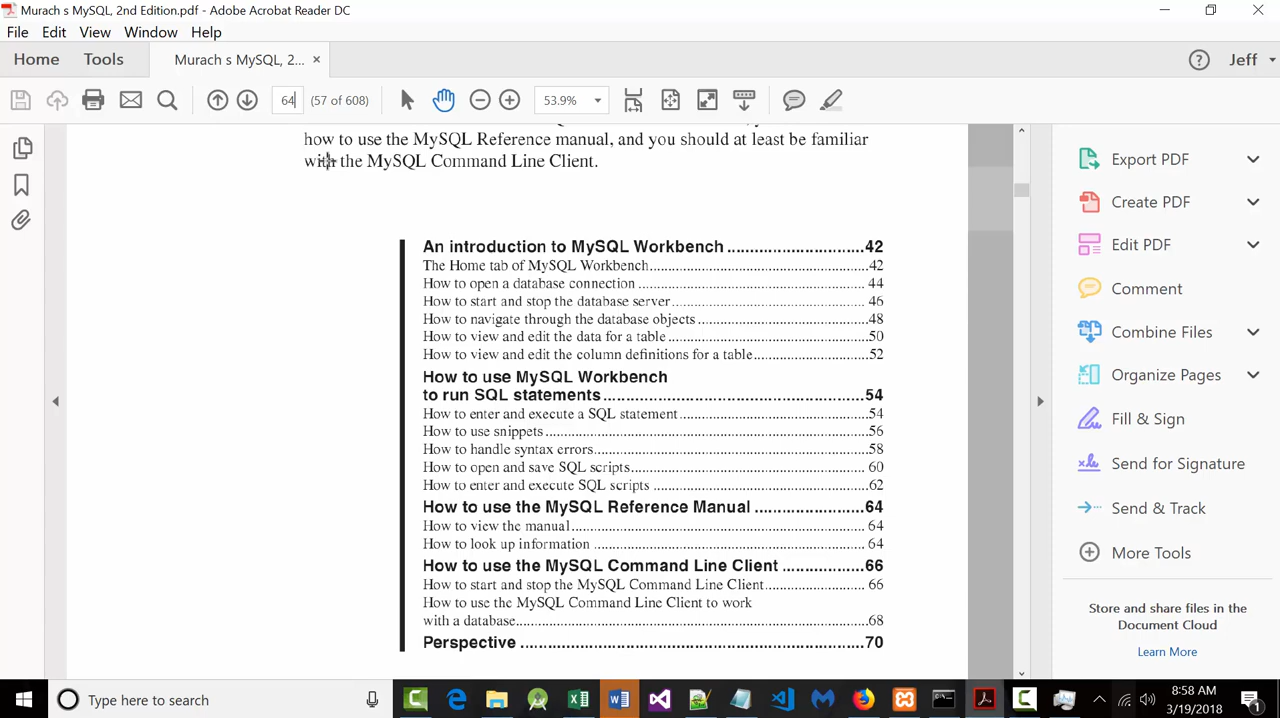 Murach s MySQL, 2nd Edition.pdf - Adobe Acrobat Reader DC
File Edit View Window Help
Home Tools Murach s MySQL, 2... Jeff
64 (57 of 608) 53.9%
how to use the MySQL Reference manual, and you should at least be familiar
with the MySQL Command Line Client.
An introduction to MySQL Workbench ..............................42
The Home tab of MySQL Workbench......................................................42
How to open a database connection ......................................................... 44
How to start and stop the database server................................................. 46
How to navigate through the database objects ..........................................48
How to view and edit the data for a table ..................................................50
How to view and edit the column definitions for a table............................52
How to use MySQL Workbench
to run SQL statements ....................................................54
How to enter and execute a SQL statement...............................................54
How to use snippets ...................................................................................56
How to handle syntax errors......................................................................58
How to open and save SQL scripts............................................................ 60
How to enter and execute SQL scripts ...................................................... 62
How to use the MySQL Reference Manual ......................64
How to view the manual............................................................................ 64
How to look up information ...................................................................... 64
How to use the MySQL Command Line Client ................66
How to start and stop the MySQL Command Line Client......................... 66
How to use the MySQL Command Line Client to work
with a database...........................................................................................68
Perspective .......................................................................70
Export PDF
Create PDF
Edit PDF
Comment
Combine Files
Organize Pages
Fill & Sign
Send for Signature
Send & Track
More Tools
Store and share files in the
Document Cloud
Learn More
Type here to search
8:58 AM
3/19/2018
1